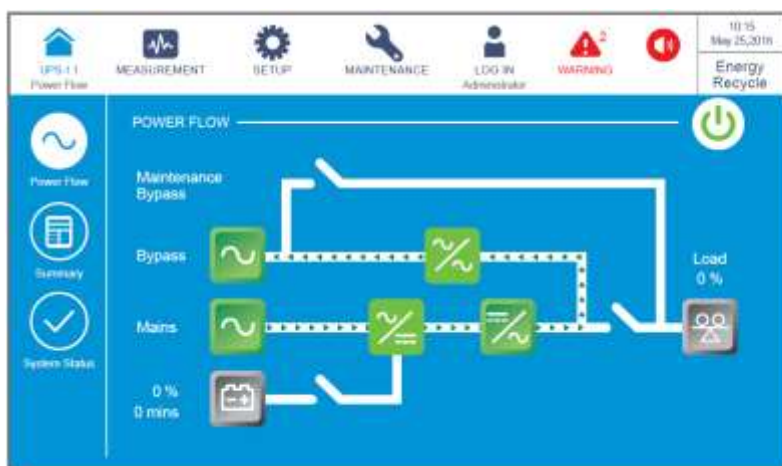 UPS-1.1
Power Flow
MEASUREMENT
SETUP
MAINTENANCE
LOG IN
Administrator
2
WARNING
10:15
May 25,2016
Energy
Recycle
Power Flow
Summary
System Status
POWER FLOW
Maintenance
Bypass
Bypass
Mains
0 %
0 mins
Load
0 %